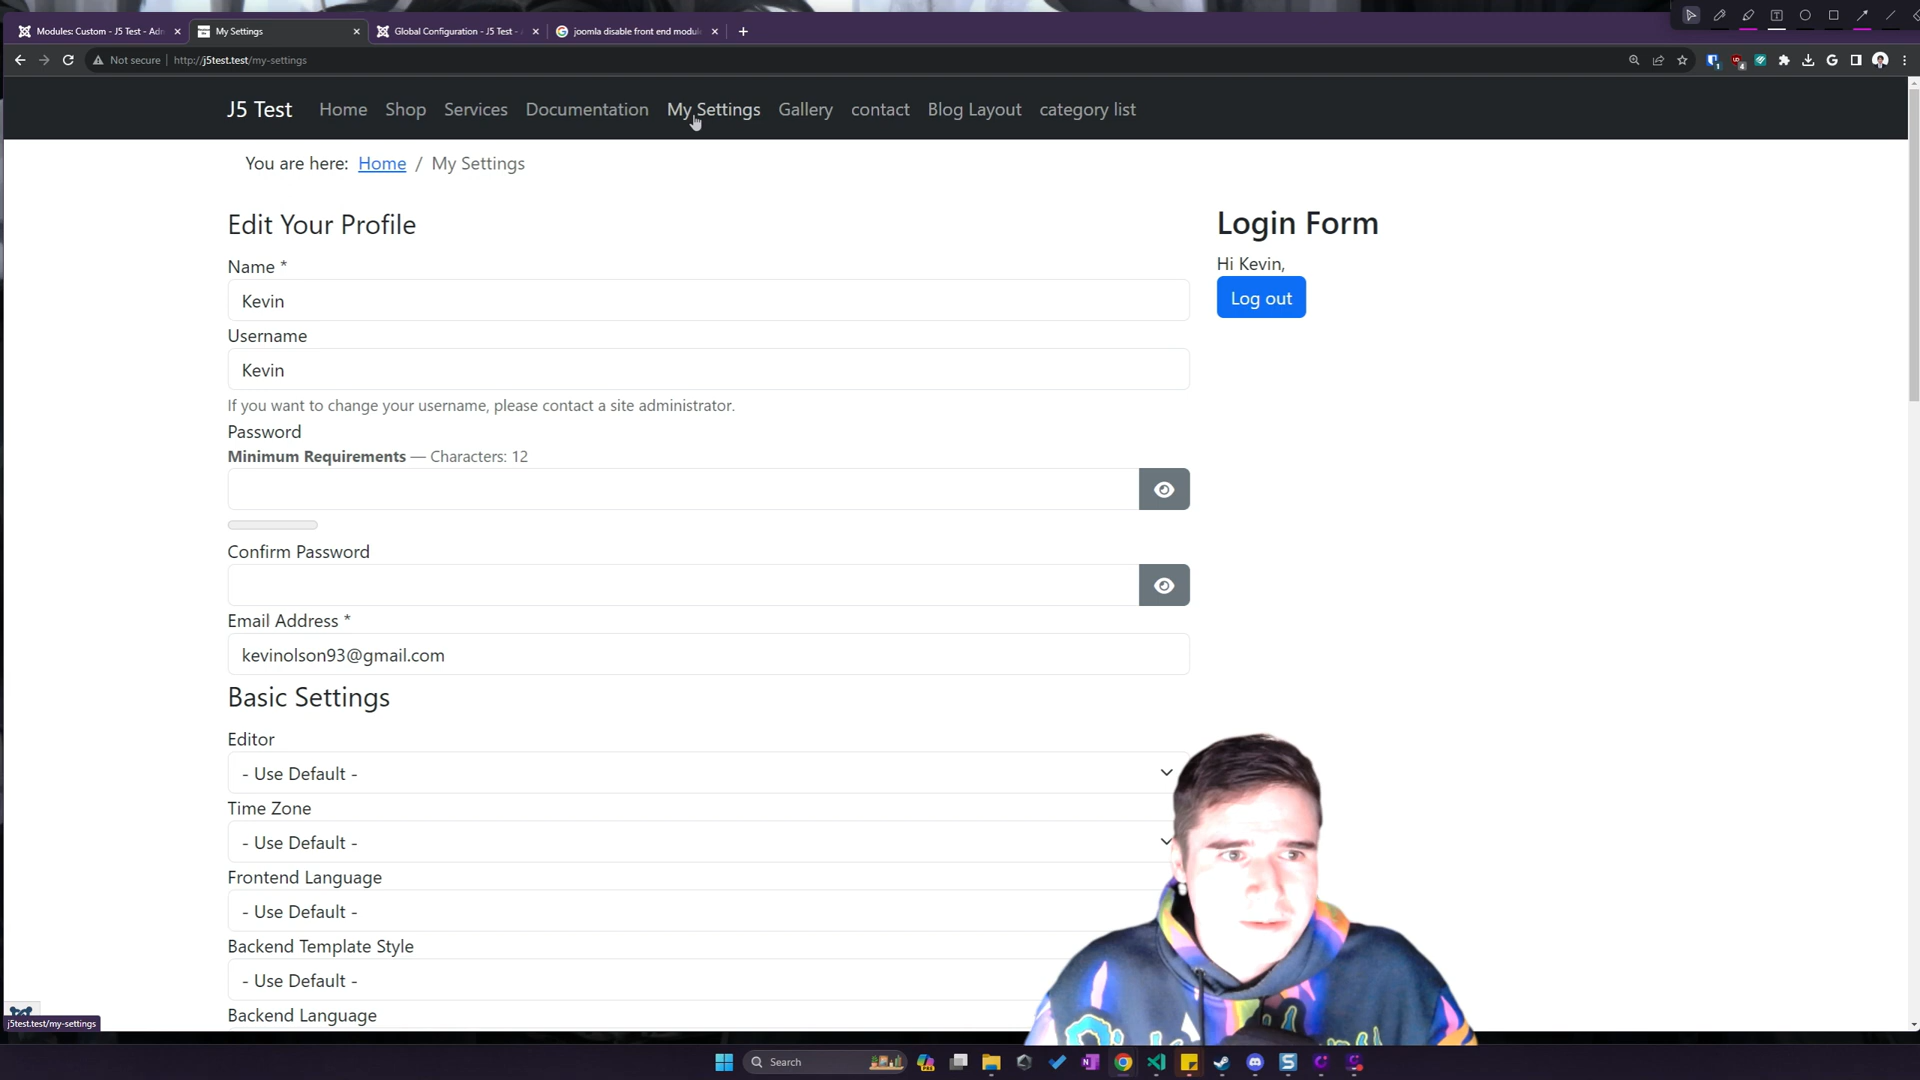 Modules: Custom - J5 Test - Adm
My Settings
Global Configuration - J5 Test -
joomla disable front end modul
Not secure
http://j5test.test/my-settings
J5 Test
Home
Shop
Services
Documentation
My Settings
Gallery
contact
Blog Layout
category list
You are here: Home / My Settings
Edit Your Profile
Name *
Kevin
Username
Kevin
If you want to change your username, please contact a site administrator.
Password
Minimum Requirements — Characters: 12
Confirm Password
Email Address *
kevinolson93@gmail.com
Basic Settings
Editor
- Use Default -
Time Zone
- Use Default -
Frontend Language
- Use Default -
Backend Template Style
- Use Default -
Backend Language
Login Form
Hi Kevin,
Log out
j5test.test/my-settings
Search